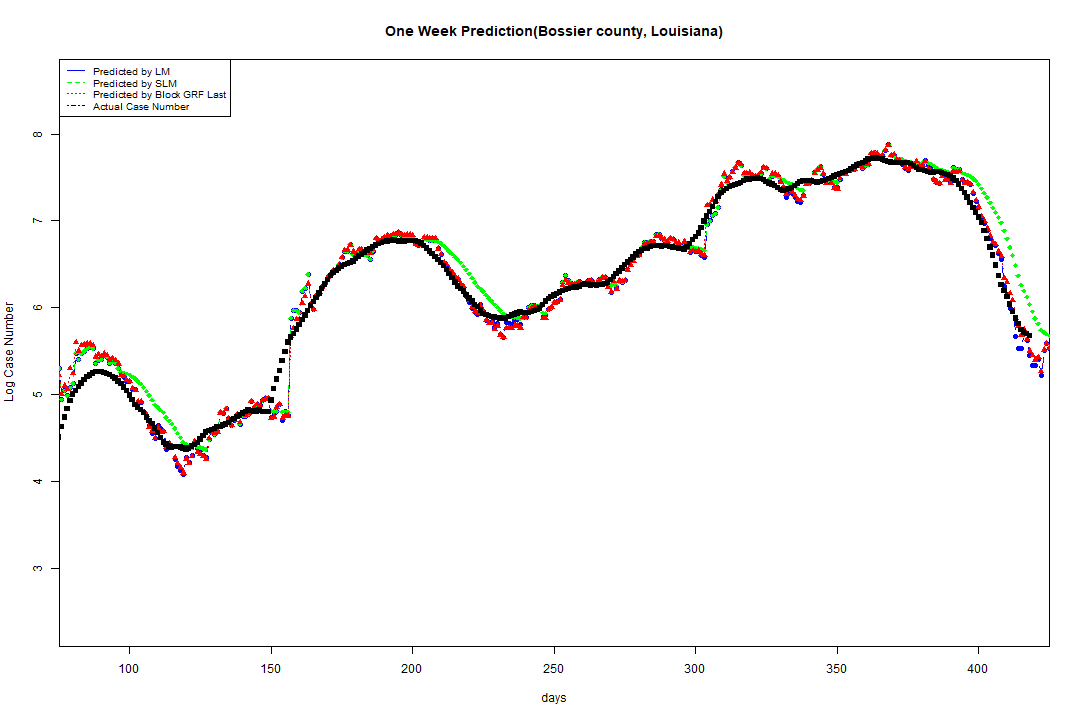 One Week Prediction(Bossier county, Louisiana)
Predicted by LM
Predicted by SLM
Predicted by Block GRF Last
Actual Case Number
8
7
6
5
4
3
Log Case Number
100 150 200 250 300 350 400
days